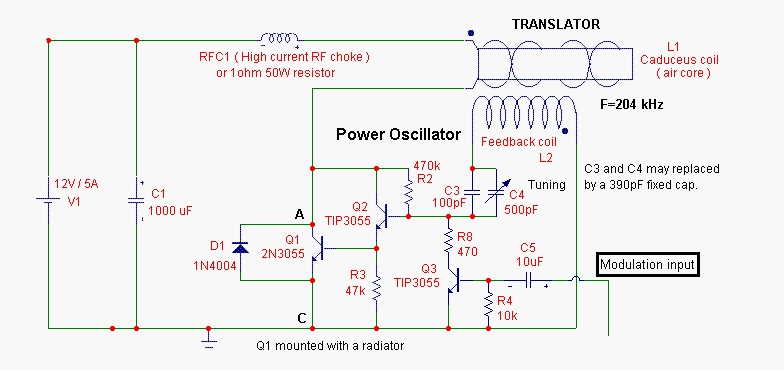 TRANSLATOR
RFC1 ( High current RF choke )
or 1ohm 50W resistor
L1
Caduceus coil
( air core )
F=204 kHz
Power Oscillator
Feedback coil
L2
470k
R2
C3
100pF
C4
500pF
Tuning
C3 and C4 may replaced
by a 390pF fixed cap.
12V / 5A
V1
C1
1000 uF
A
Q2
TIP3055
D1
1N4004
Q1
2N3055
R8
470
R3
47k
Q3
TIP3055
C5
10uF
Modulation input
R4
10k
C
Q1 mounted with a radiator